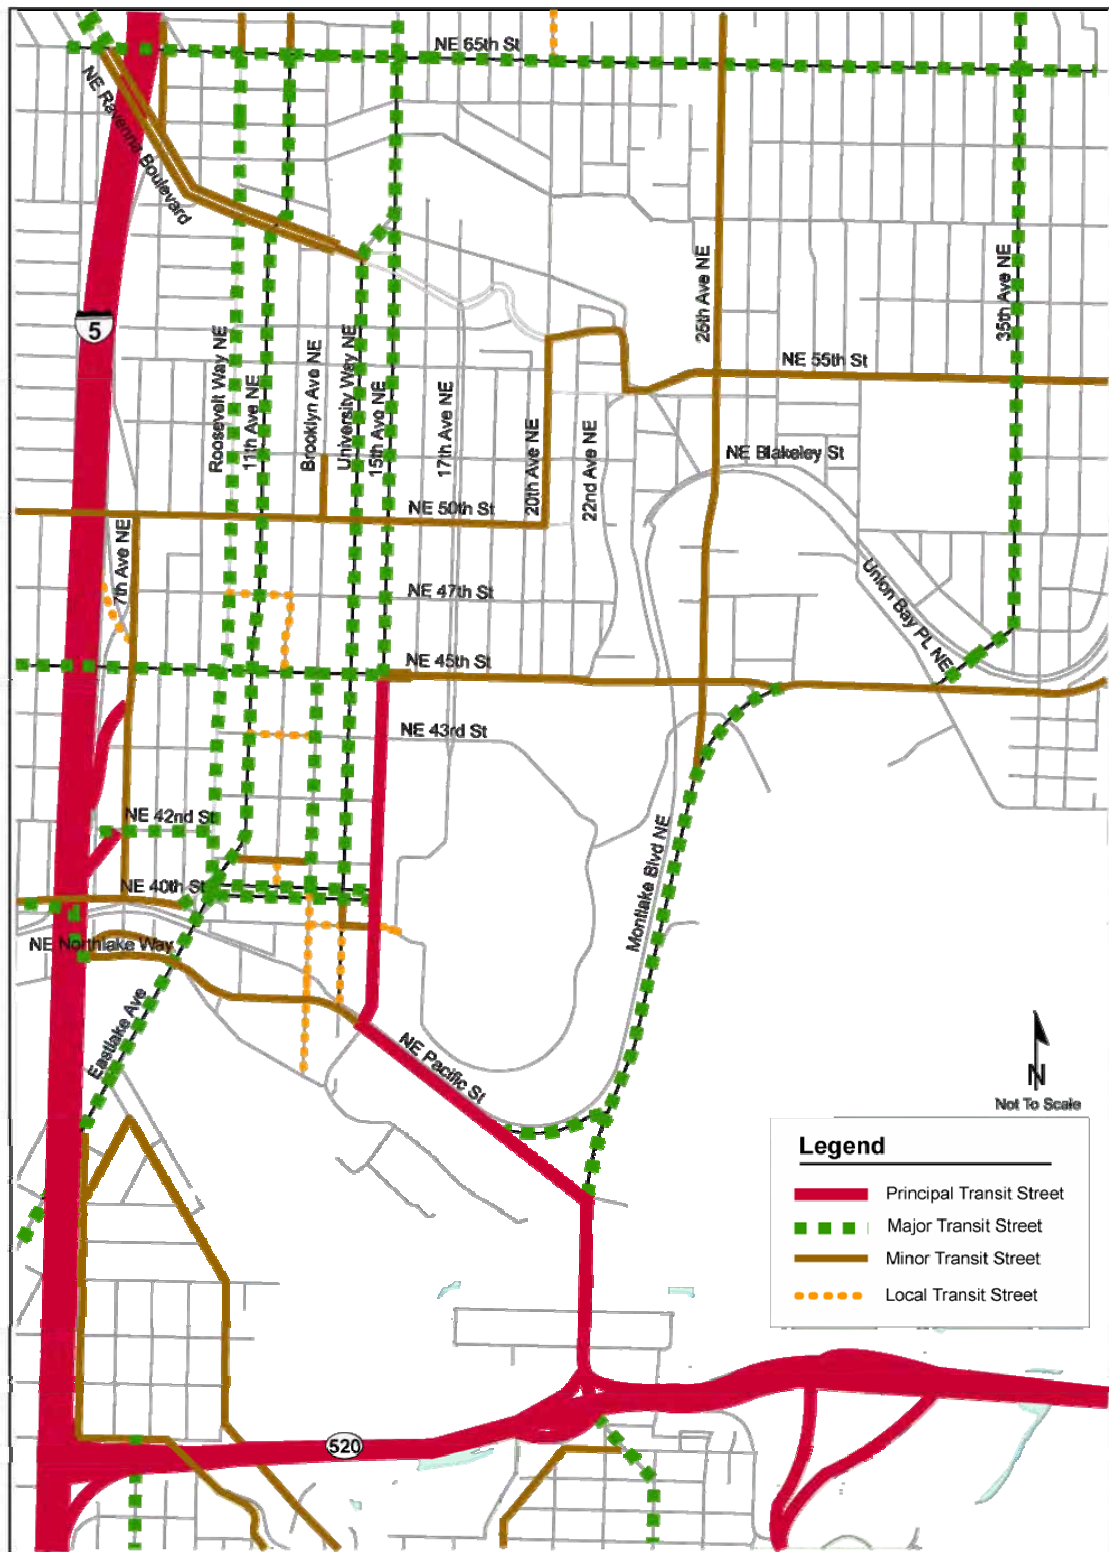 NE 65th St
NE Ravenna Boulevard
5
25th Ave NE
35th Ave NE
Roosevelt Way NE
11th Ave NE
Brooklyn Ave NE
University Way NE
15th Ave NE
17th Ave NE
20th Ave NE
22nd Ave NE
NE 55th St
NE Blakeley St
NE 50th St
7th Ave NE
NE 47th St
Union Bay PL NE
NE 45th St
NE 43rd St
NE 42nd St
Montlake Blvd NE
NE 40th St
NE Northlake Way
Eastlake Ave
NE Pacific St
N
Not To Scale
Legend
Principal Transit Street
Major Transit Street
Minor Transit Street
Local Transit Street
520